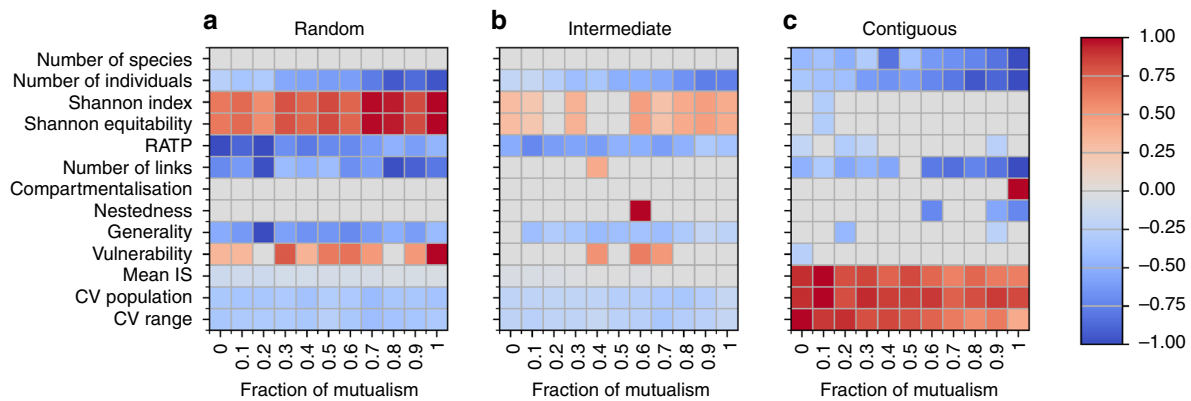 a Random
b Intermediate
c Contiguous
Number of species
Number of individuals
Shannon index
Shannon equitability
RATP
Number of links
Compartmentalisation
Nestedness
Generality
Vulnerability
Mean IS
CV population
CV range
0 0.1 0.2 0.3 0.4 0.5 0.6 0.7 0.8 0.9 1
Fraction of mutualism
0 0.1 0.2 0.3 0.4 0.5 0.6 0.7 0.8 0.9 1
Fraction of mutualism
0 0.1 0.2 0.3 0.4 0.5 0.6 0.7 0.8 0.9 1
Fraction of mutualism
1.00
0.75
0.50
0.25
0.00
−0.25
−0.50
−0.75
−1.00